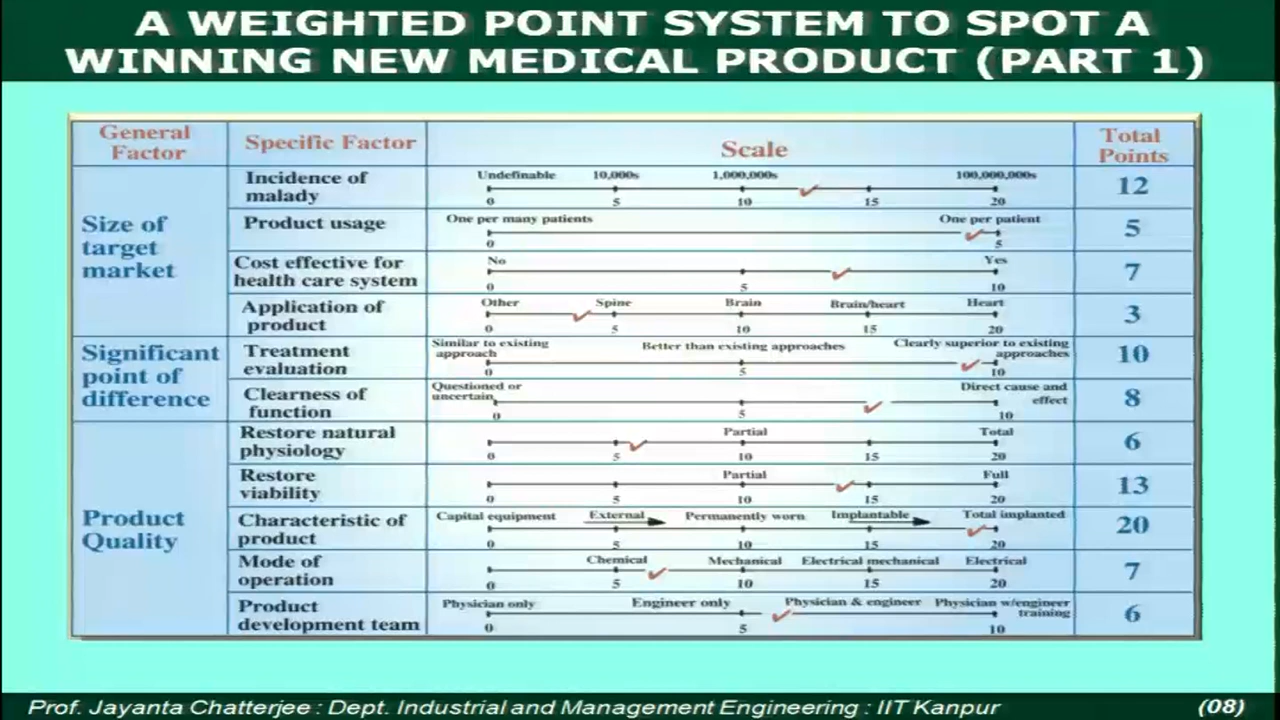 A WEIGHTED POINT SYSTEM TO SPOT A
WINNING NEW MEDICAL PRODUCT (PART 1)
General Factor Specific Factor Scale Total Points
Size of target market
Incidence of malady
Undefinable 10,000s 1,000,000s 100,000,000s
0 5 10 15 20
12
Product usage
One per many patients One per patient
0 5
5
Cost effective for health care system
No Yes
0 5 10
7
Application of product
Other Spine Brain Brain/heart Heart
0 5 10 15 20
3
Significant point of difference
Treatment evaluation
Similar to existing approach Better than existing approaches Clearly superior to existing approaches
0 5 10
10
Clearness of function
Questioned or uncertain Direct cause and effect
0 5 10
8
Product Quality
Restore natural physiology
Partial Total
0 5 10 15 20
6
Restore viability
Partial Full
0 5 10 15 20
13
Characteristic of product
Capital equipment External Permanently worn Implantable Total implanted
0 5 10 15 20
20
Mode of operation
Chemical Mechanical Electrical mechanical Electrical
0 5 10 15 20
7
Product development team
Physician only Engineer only Physician & engineer Physician w/engineer training
0 5 10
6
Prof. Jayanta Chatterjee : Dept. Industrial and Management Engineering : IIT Kanpur (08)